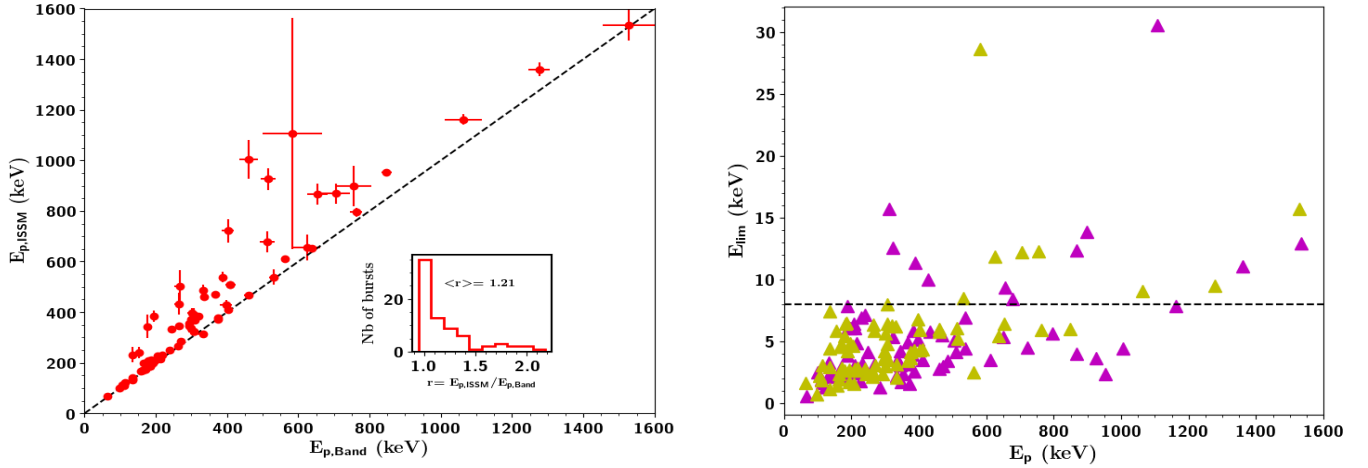 1600
1400
1200
1000
800
600
400
200
0
E_p,ISSM (keV)
0 200 400 600 800 1000 1200 1400 1600
E_p,Band (keV)
Nb of bursts
20
0
<r>= 1.21
1.0 1.5 2.0
r= E_p,ISSM/E_p,Band
30
25
20
15
10
5
0
E_lim (keV)
0 200 400 600 800 1000 1200 1400 1600
E_p (keV)